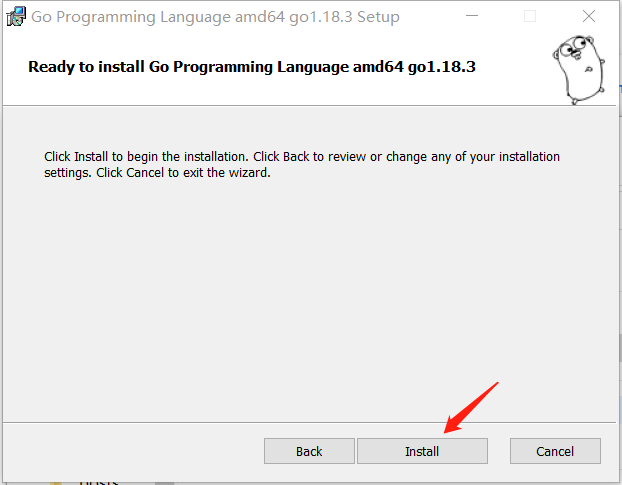 Go Programming Language amd64 go1.18.3 Setup
Ready to install Go Programming Language amd64 go1.18.3
Click Install to begin the installation. Click Back to review or change any of your installation
settings. Click Cancel to exit the wizard.
Back
Install
Cancel